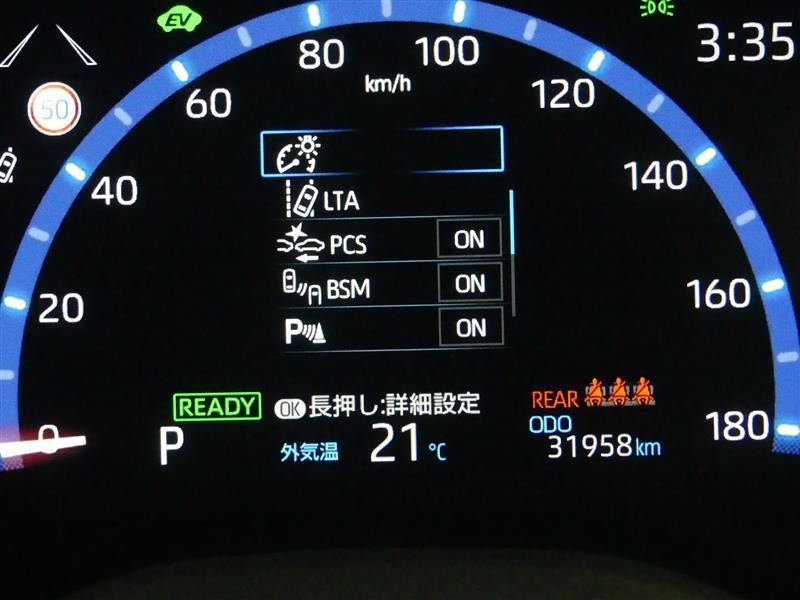 EV
80
100
3:35
km/h
50
60
120
40
140
LTA
PCS ON
BSM ON
20
160
P ON
READY
OK 長押し:詳細設定
REAR
ODO
0
P
外気温 21℃
31958km
180